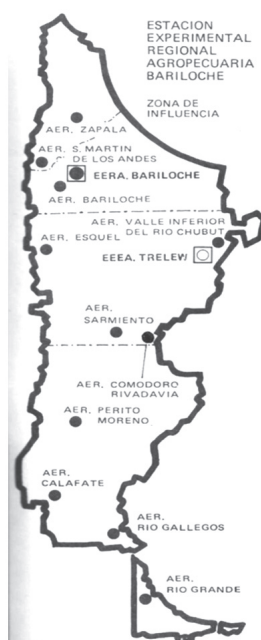 ESTACION
EXPERIMENTAL
REGIONAL
AGROPECUARIA
BARILOCHE
ZONA DE
INFLUENCIA
AER, ZAPALA
AER, S. MARTIN
DE LOS ANDES
EERA, BARILOCHE
AER, BARILOCHE
AER, VALLE INFERIOR
DEL RIO CHUBUT
AER, ESQUEL
EEEA, TRELEW
AER,
SARMIENTO
AER, COMODORO
RIVADAVIA
AER, PERITO
MORENO
AER,
CALAFATE
AER,
RIO GALLEGOS
AER,
RIO GRANDE